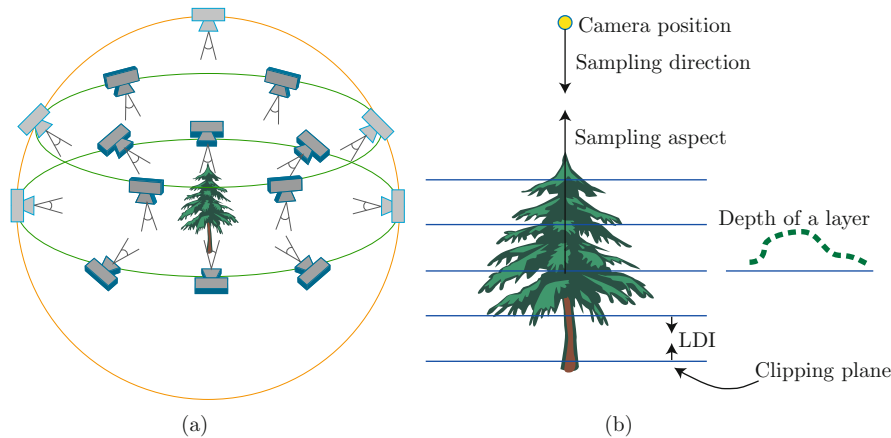 Camera position
Sampling direction
Sampling aspect
Depth of a layer
LDI
Clipping plane
(a)
(b)